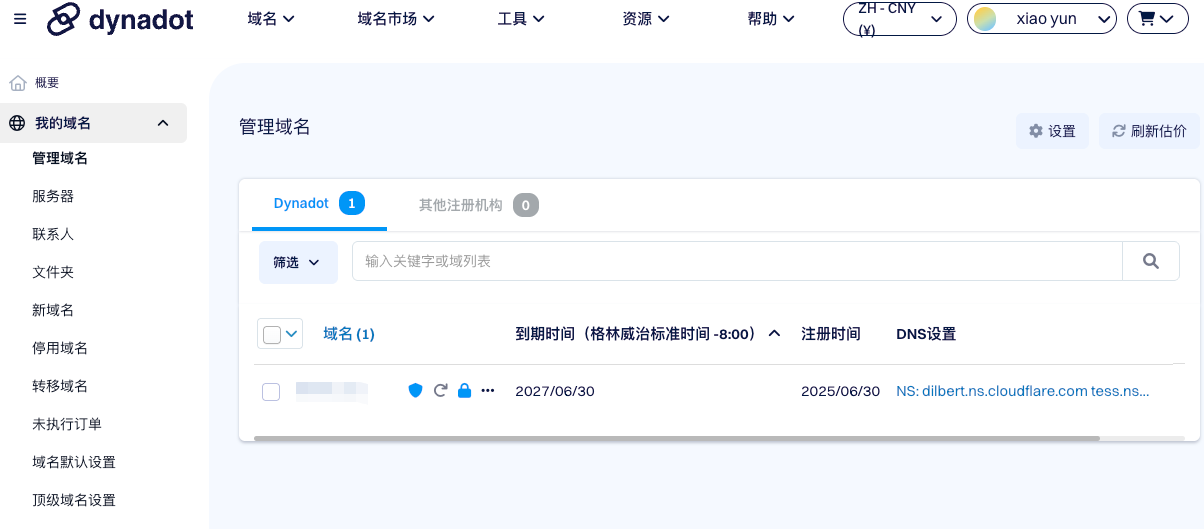 dynadot
域名
域名市场
工具
资源
帮助
ZH - CNY
(¥)
xiao yun
概要
我的域名
管理域名
服务器
联系人
文件夹
新域名
停用域名
转移域名
未执行订单
域名默认设置
顶级域名设置
管理域名
设置
刷新估价
Dynadot 1
其他注册机构 0
筛选
输入关键字或域列表
域名 (1) 到期时间（格林威治标准时间 -8:00） 注册时间 DNS设置
2027/06/30 2025/06/30 NS: dilbert.ns.cloudflare.com tess.ns...